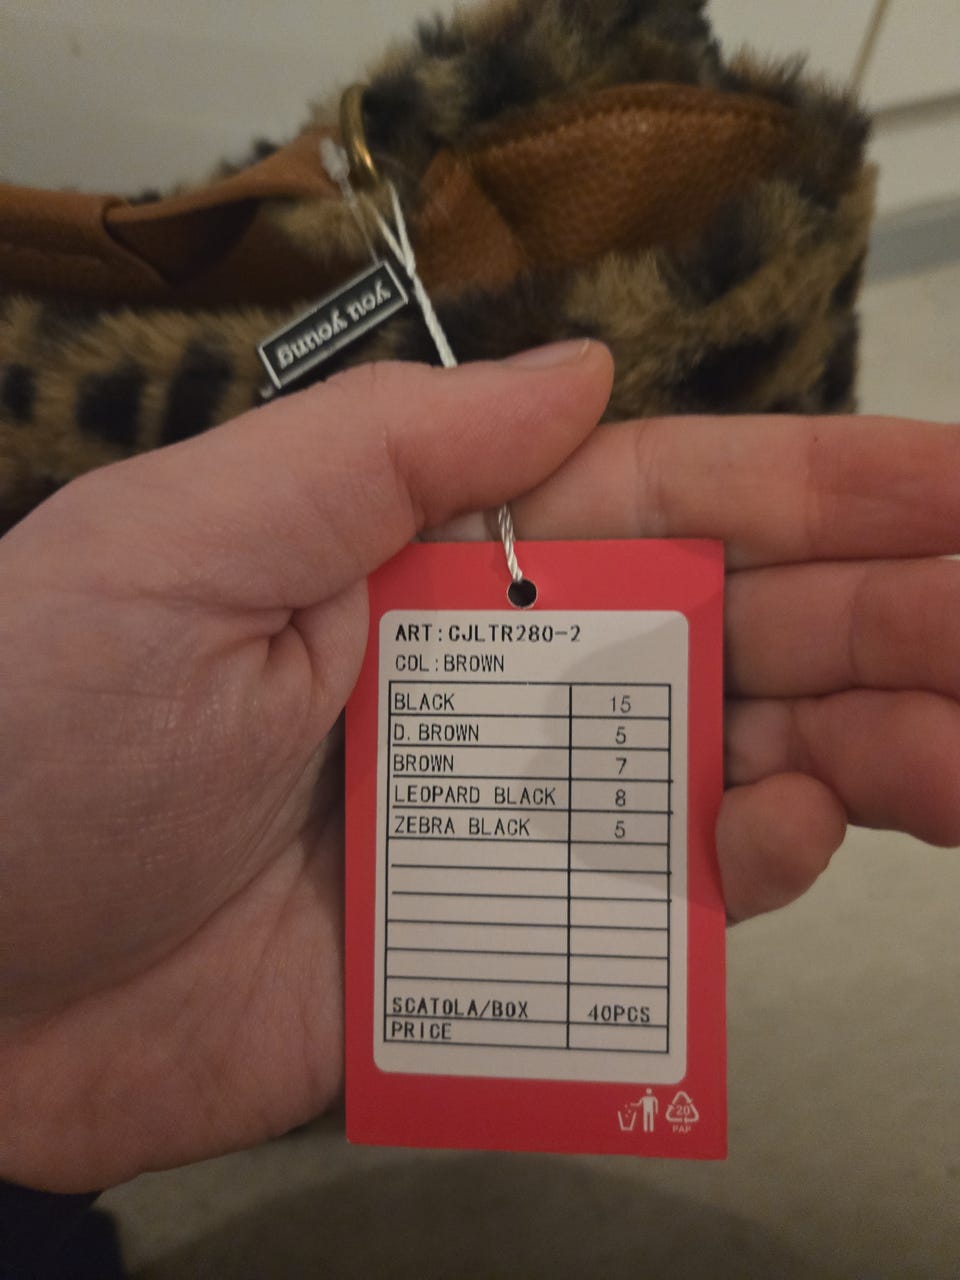 you young
ART:CJLTR280-2
COL:BROWN
BLACK 15
D. BROWN 5
BROWN 7
LEOPARD BLACK 8
ZEBRA BLACK 5
SCATOLA/BOX 40PCS
PRICE
20
PAP